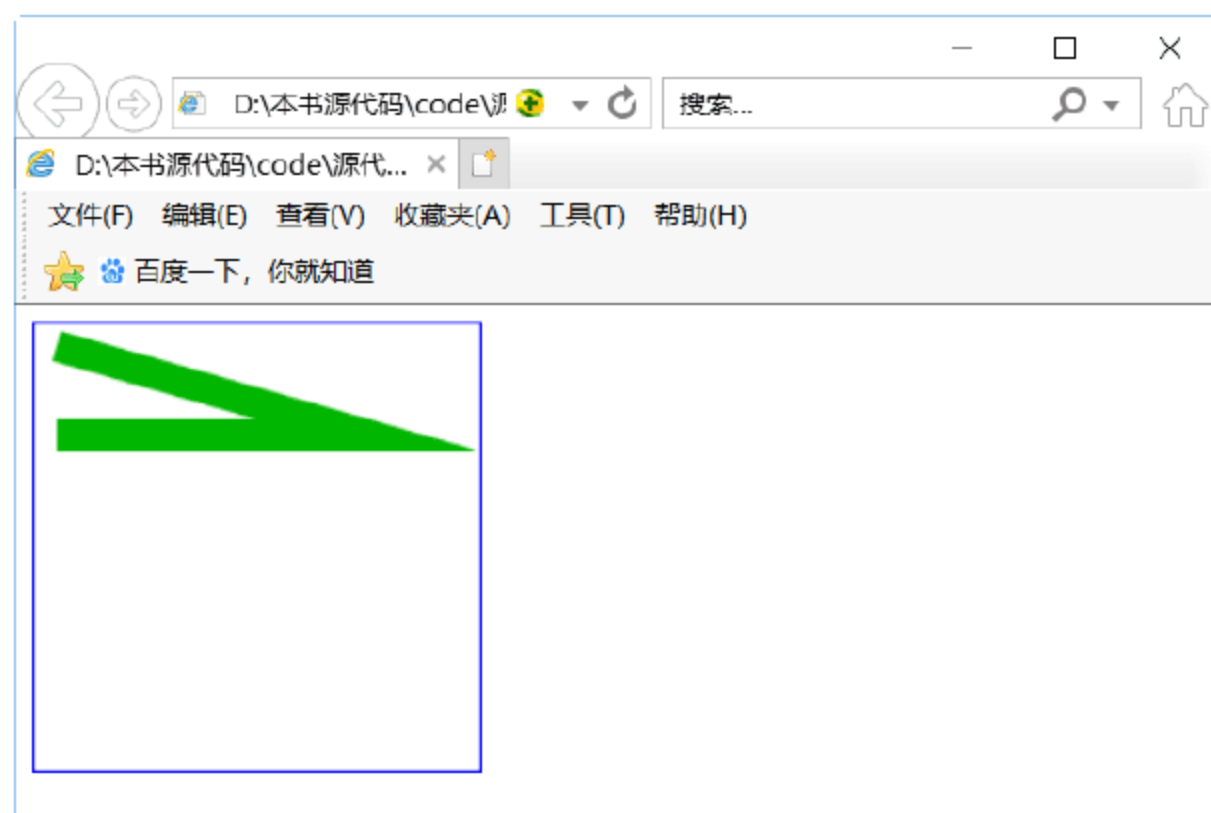 D:\本书源代码\code\源
搜索...
D:\本书源代码\code\源代...
文件(F) 编辑(E) 查看(V) 收藏夹(A) 工具(T) 帮助(H)
百度一下，你就知道